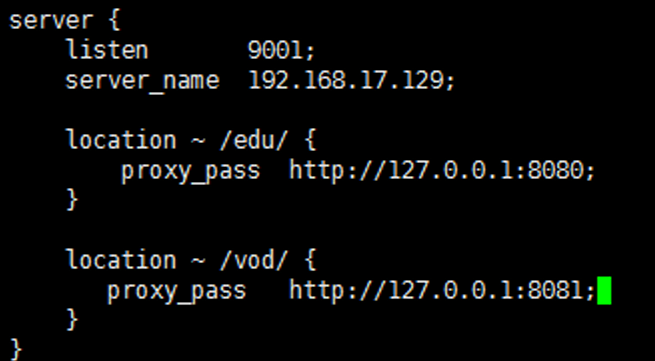 server {
    listen       9001;
    server_name  192.168.17.129;

    location ~ /edu/ {
        proxy_pass  http://127.0.0.1:8080;
    }

    location ~ /vod/ {
       proxy_pass   http://127.0.0.1:8081;
    }
}